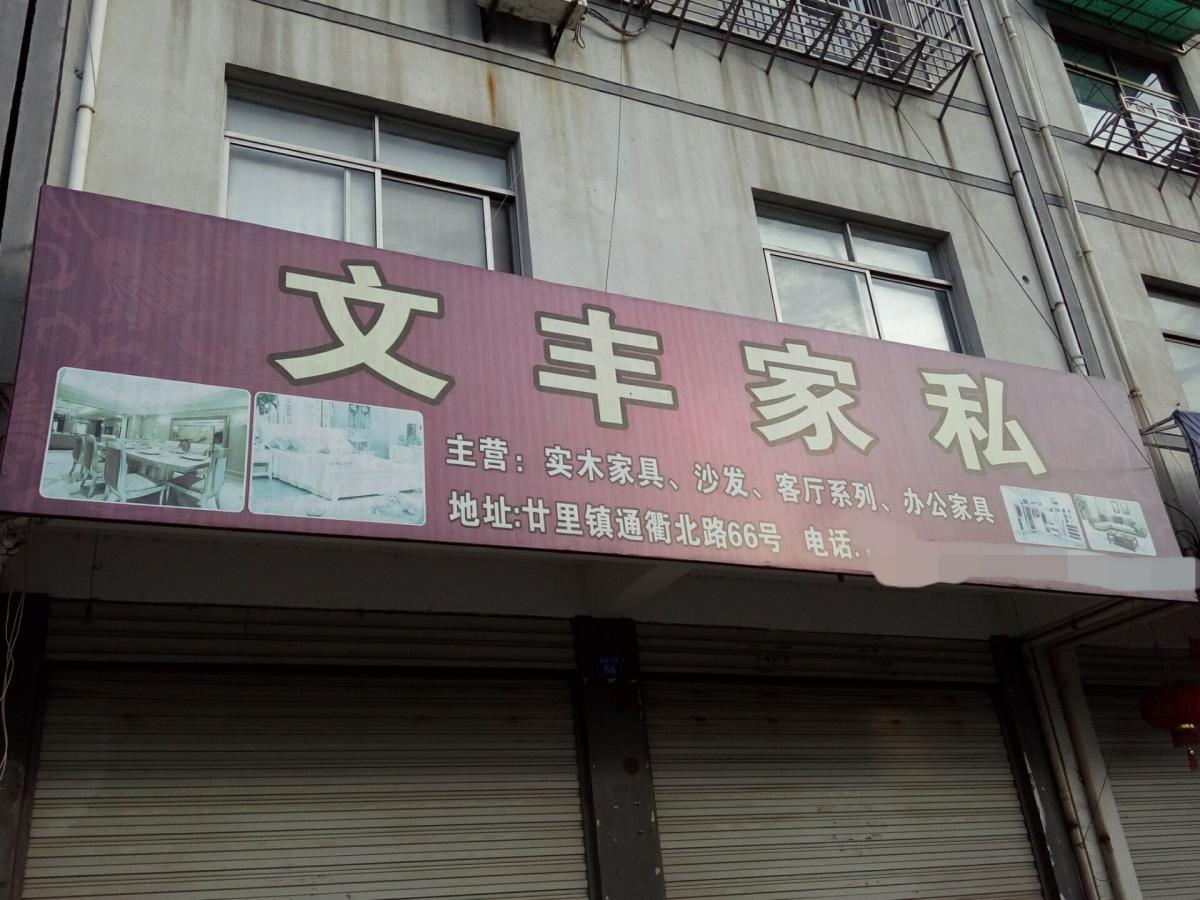 文丰家私
主营：实木家具、沙发、客厅系列、办公家具
地址:廿里镇通衢北路66号 电话.
66